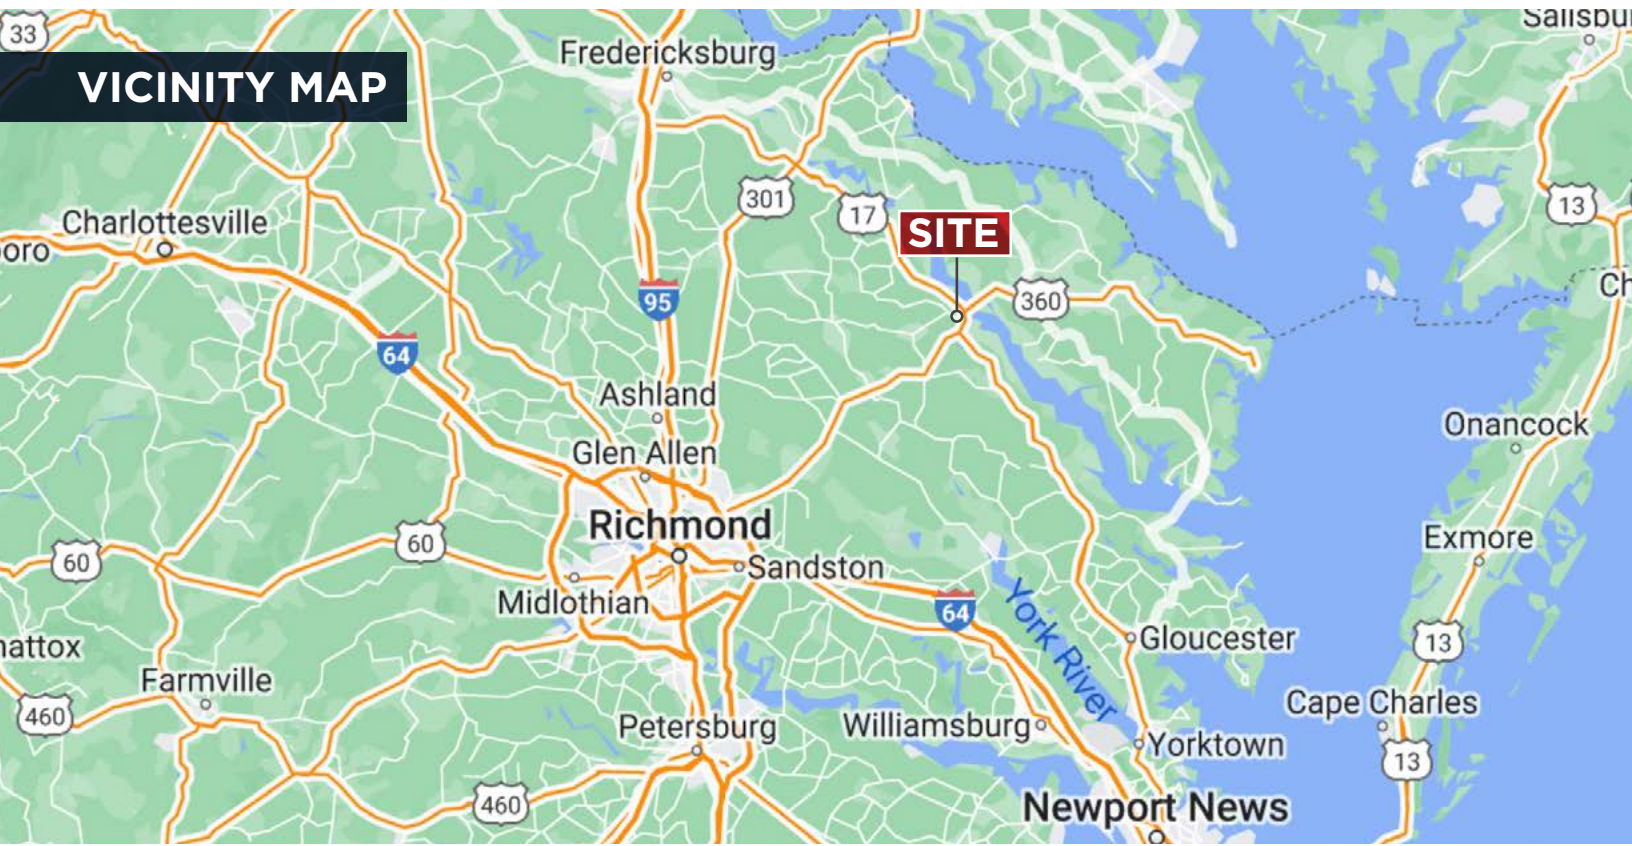 Salisbu
33
Fredericksburg
VICINITY MAP
301
17
13
Charlottesville
SITE
oro
Ch
95
360
64
Ashland
Onancock
Glen Allen
Richmond
60
60
Exmore
Sandston
Midlothian
64
York River
Gloucester
13
nattox
Farmville
460
Cape Charles
Petersburg
Williamsburg
Yorktown
13
460
Newport News